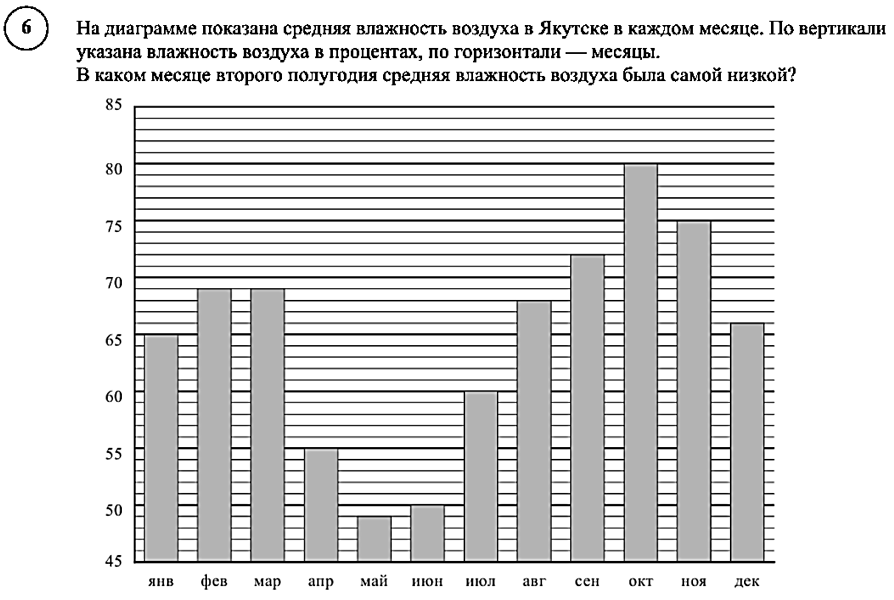 6
На диаграмме показана средняя влажность воздуха в Якутске в каждом месяце. По вертикали
указана влажность воздуха в процентах, по горизонтали — месяцы.
В каком месяце второго полугодия средняя влажность воздуха была самой низкой?
85
80
75
70
65
60
55
50
45
янв фев мар апр май июн июл авг сен окт ноя дек